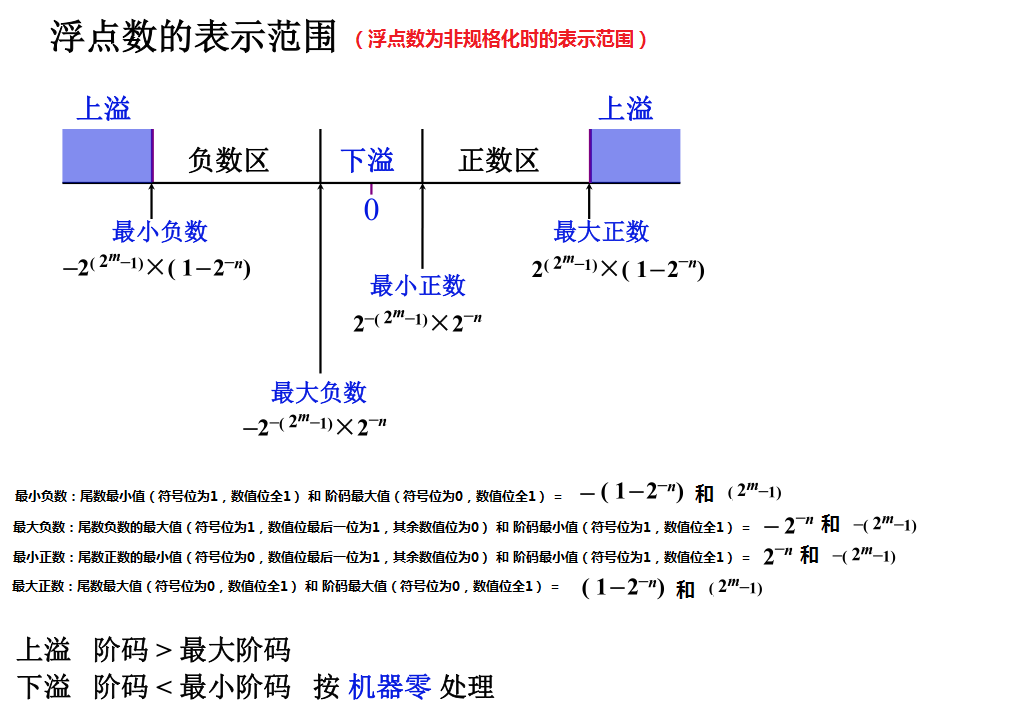 浮点数的表示范围（浮点数为非规格化时的表示范围）
上溢 上溢
负数区 下溢 正数区
0
最小负数 最大正数
−2^(2^m−1)×(1−2^−n) 2^(2^m−1)×(1−2^−n)
最小正数
2^−(2^m−1)×2^−n
最大负数
−2^−(2^m−1)×2^−n
最小负数：尾数最小值（符号位为1，数值位全1） 和 阶码最大值（符号位为0，数值位全1） = −(1−2^−n) 和 (2^m−1)
最大负数：尾数负数的最大值（符号位为1，数值位最后一位为1，其余数值位为0） 和 阶码最小值（符号位为1，数值位全1） = −2^−n 和 −(2^m−1)
最小正数：尾数正数的最小值（符号位为0，数值位最后一位为1，其余数值位为0） 和 阶码最小值（符号位为1，数值位全1） = 2^−n 和 −(2^m−1)
最大正数：尾数最大值（符号位为0，数值位全1） 和 阶码最大值（符号位为0，数值位全1） = (1−2^−n) 和 (2^m−1)
上溢 阶码 > 最大阶码
下溢 阶码 < 最小阶码 按 机器零 处理